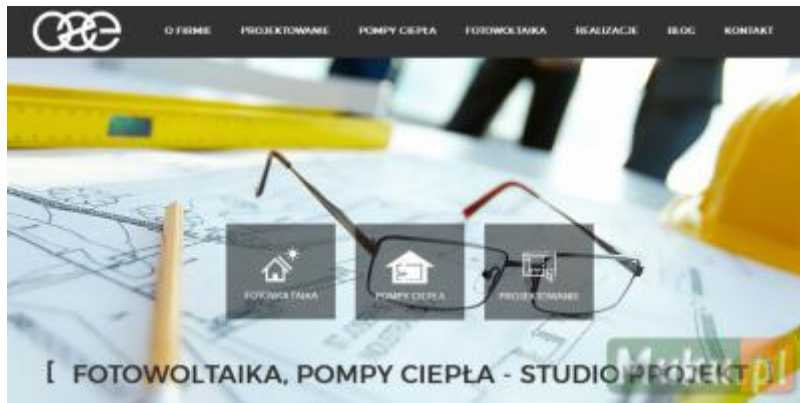 O FIRMIE PROJEKTOWANIE POMPY CIEPŁA FOTOWOLTAIKA REALIZACJE BLOG KONTAKT
FOTOWOLTAIKA POMPY CIEPŁA PROJEKTOWANIE
[ FOTOWOLTAIKA, POMPY CIEPŁA - STUDIO PROJEKT ]